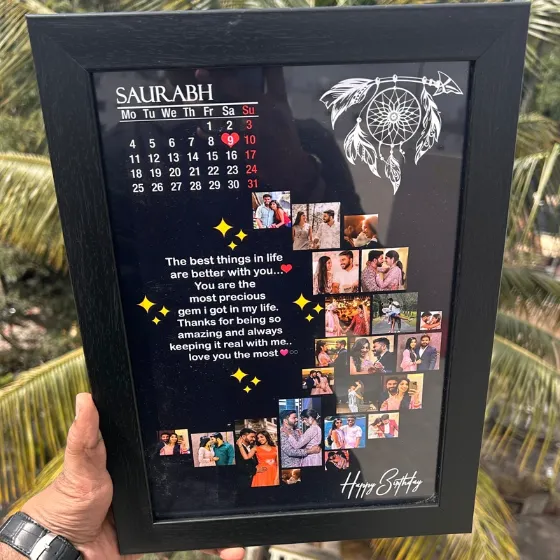 SAURABH
Mo Tu We Th Fr Sa Su
1 2 3
4 5 6 7 8 9 10
11 12 13 14 15 16 17
18 19 20 21 22 23 24
25 26 27 28 29 30 31
The best things in life
are better with you...❤️
You are the
most precious
gem i got in my life.
Thanks for being so
amazing and always
keeping it real with me..
love you the most❤️∞
Happy Birthday